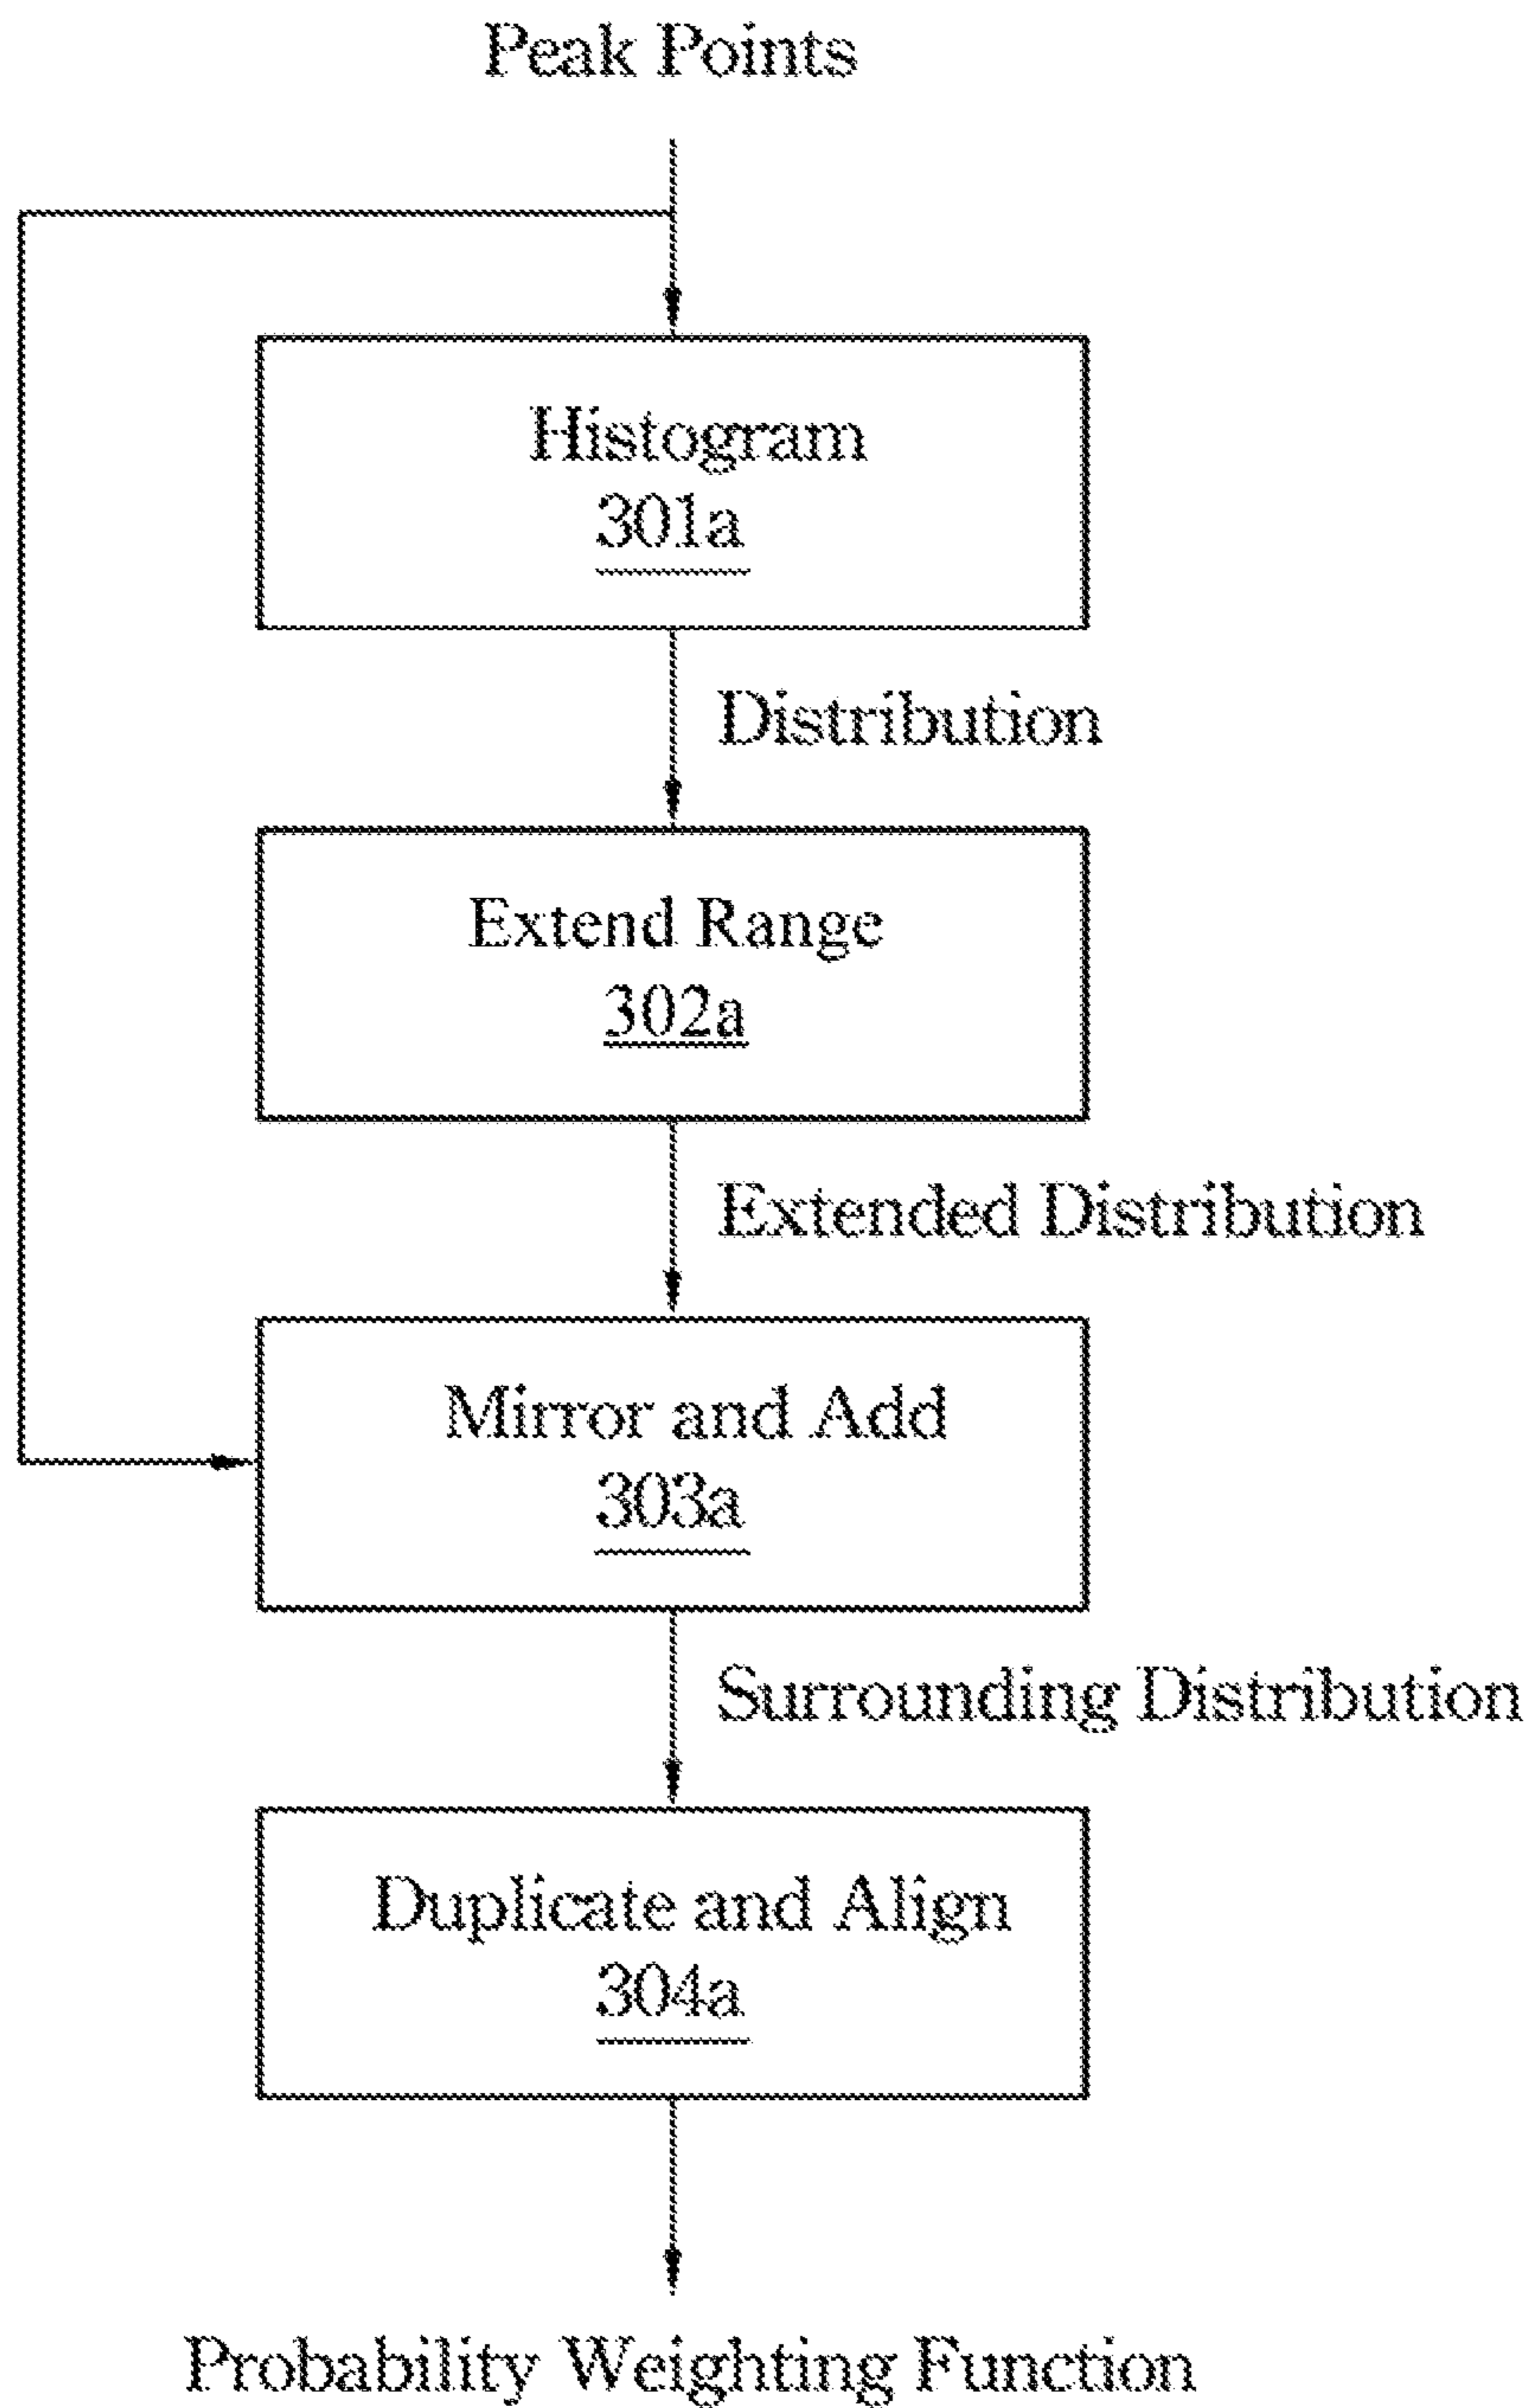 Peak Points
Histogram
301a
Distribution
Extend Range
302a
Extended Distribution
Mirror and Add
303a
Surrounding Distribution
Duplicate and Align
304a
Probability Weighting Function